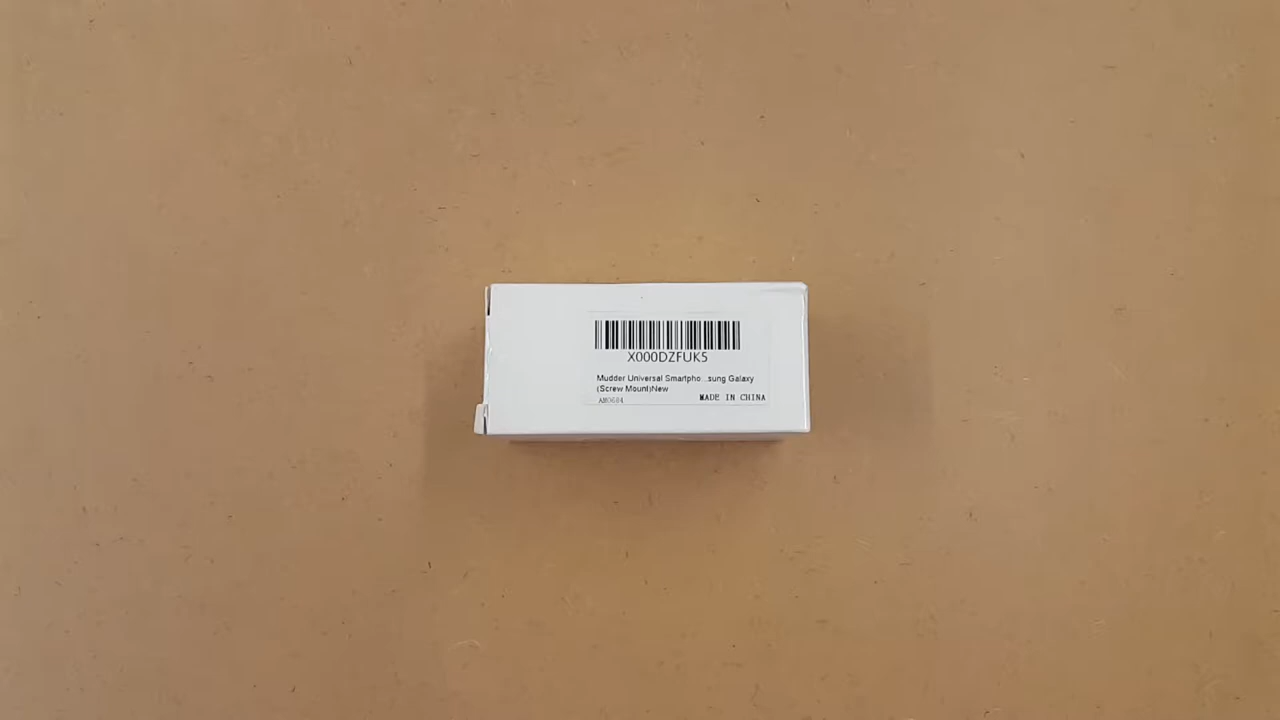 X000DZFUK5
Mudder Universal Smartpho...sung Galaxy
(Screw Mount)New
MADE IN CHINA